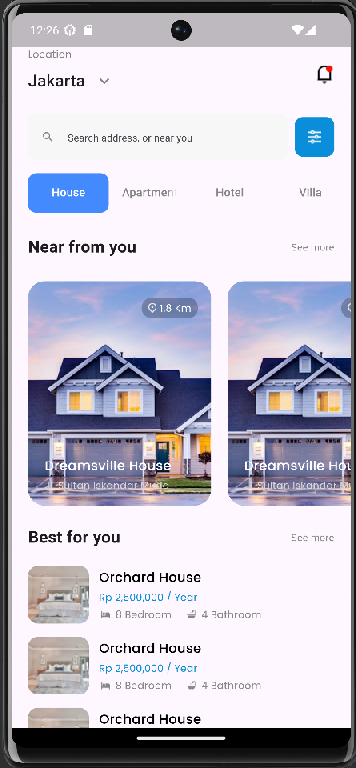 12:26
Location
Jakarta
Search address, or near you
House Apartmen Hotel Villa
Near from you See more
1.8 Km
Dreamsville House Dreamsville Hou
Sultan Iskandar Muda Sultan Iskandar M
Best for you See more
Orchard House
Rp 2,500,000 / Year
8 Bedroom 4 Bathroom
Orchard House
Rp 2,500,000 / Year
8 Bedroom 4 Bathroom
Orchard House